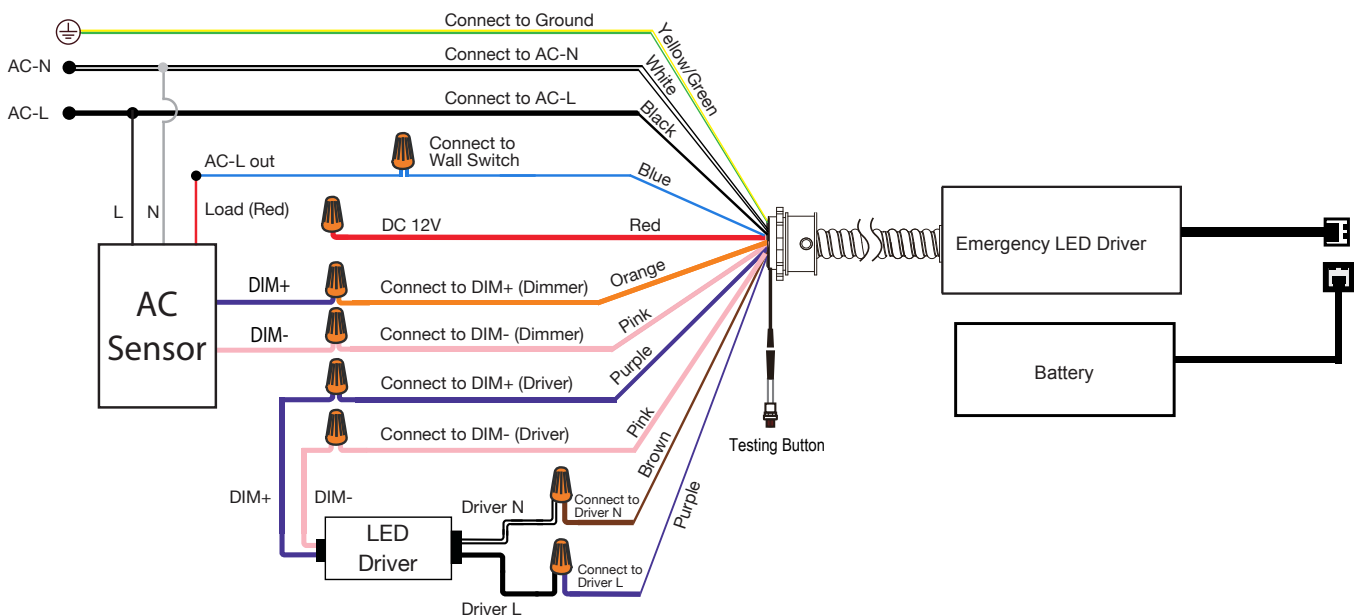 Connect to Ground
Yellow/Green
AC-N
Connect to AC-N
White
AC-L
Connect to AC-L
Black
AC-L out
Connect to
Wall Switch
Blue
L
N
Load (Red)
DC 12V
Red
Emergency LED Driver
AC
Sensor
DIM+
Connect to DIM+ (Dimmer)
Orange
DIM-
Connect to DIM- (Dimmer)
Pink
Connect to DIM+ (Driver)
Purple
Battery
Connect to DIM- (Driver)
Pink
Testing Button
Brown
DIM+
DIM-
Driver N
Connect to
Driver N
Purple
LED
Driver
Connect to
Driver L
Driver L